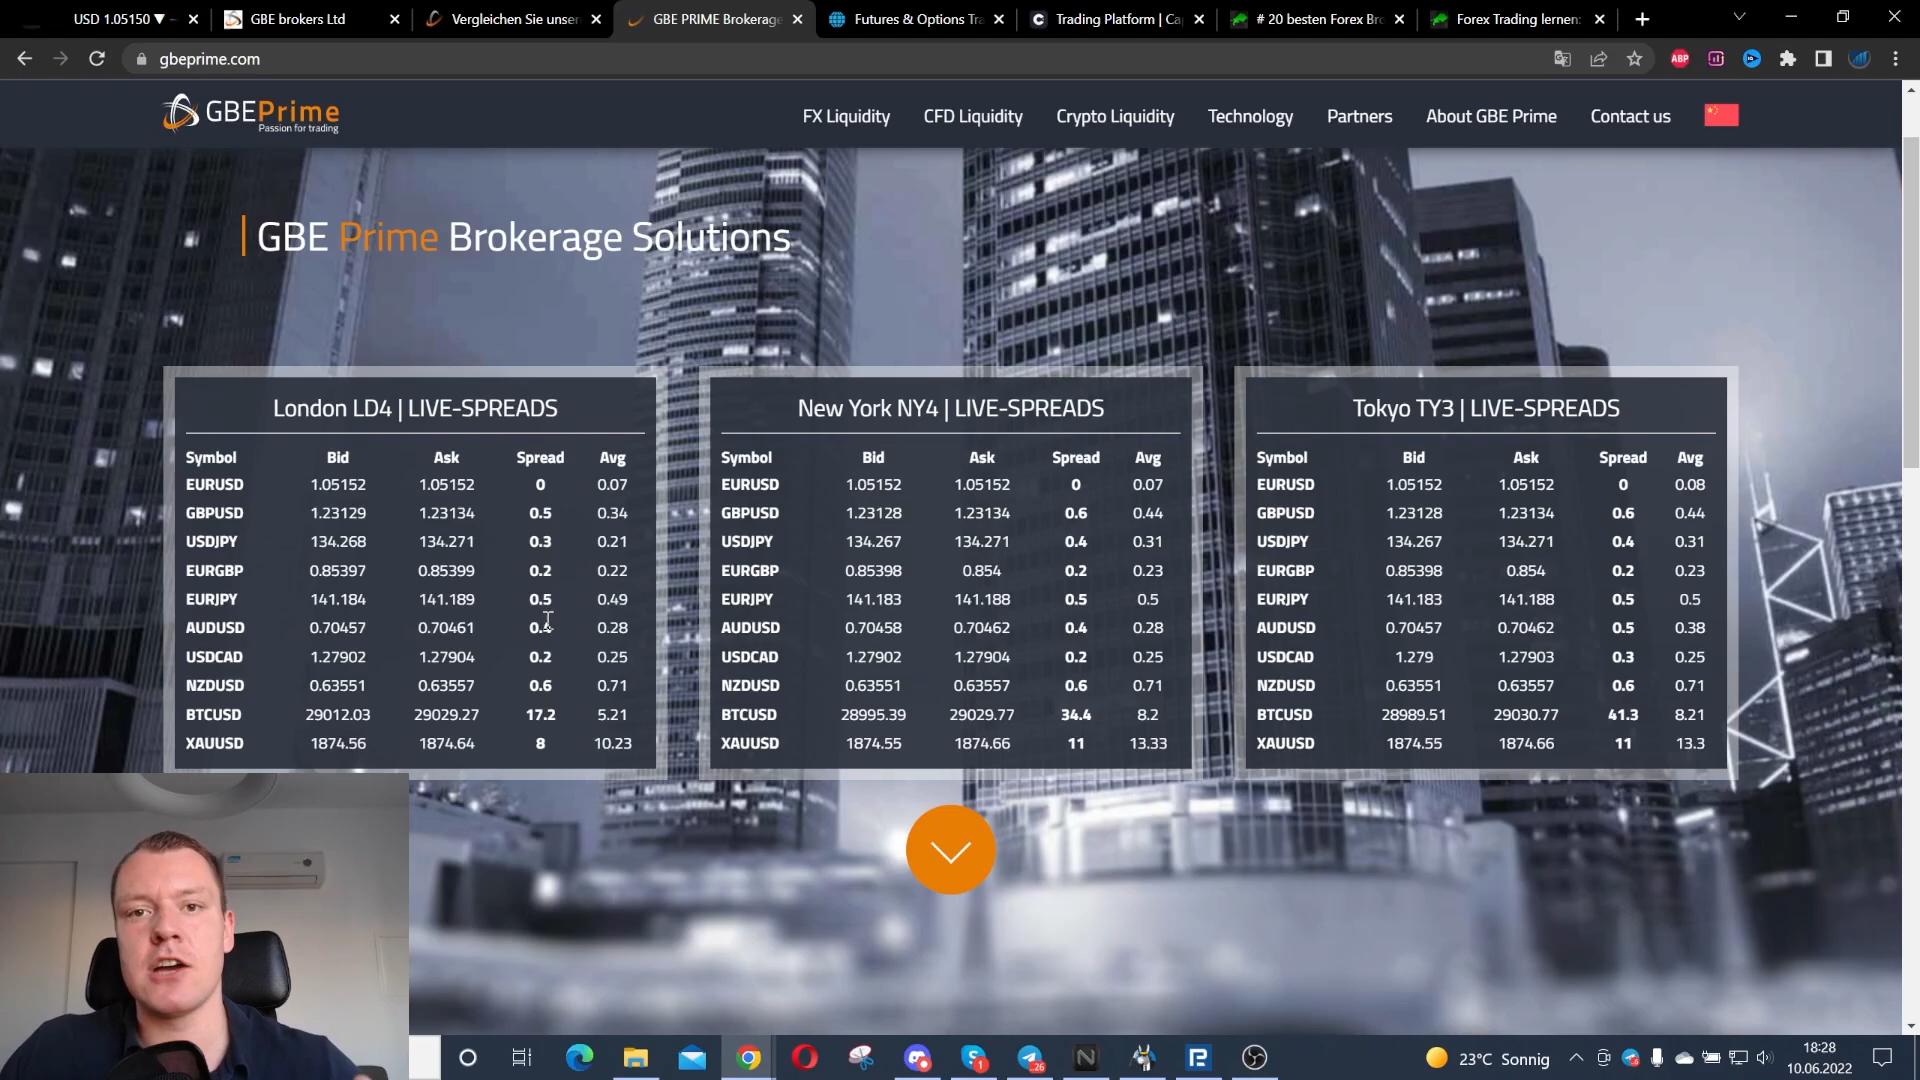 USD 1.05150 ▼ −
GBE brokers Ltd
Vergleichen Sie unser
GBE PRIME Brokerage
Futures & Options Tra
Trading Platform | Ca
# 20 besten Forex Bro
Forex Trading lernen:
gbeprime.com
ABP
GBEPrime
Passion for trading
FX Liquidity
CFD Liquidity
Crypto Liquidity
Technology
Partners
About GBE Prime
Contact us
GBE Prime Brokerage Solutions
London LD4 | LIVE-SPREADS
Symbol Bid Ask Spread Avg
EURUSD 1.05152 1.05152 0 0.07
GBPUSD 1.23129 1.23134 0.5 0.34
USDJPY 134.268 134.271 0.3 0.21
EURGBP 0.85397 0.85399 0.2 0.22
EURJPY 141.184 141.189 0.5 0.49
AUDUSD 0.70457 0.70461 0.28
USDCAD 1.27902 1.27904 0.2 0.25
NZDUSD 0.63551 0.63557 0.6 0.71
BTCUSD 29012.03 29029.27 17.2 5.21
XAUUSD 1874.56 1874.64 8 10.23
New York NY4 | LIVE-SPREADS
Symbol Bid Ask Spread Avg
EURUSD 1.05152 1.05152 0 0.07
GBPUSD 1.23128 1.23134 0.6 0.44
USDJPY 134.267 134.271 0.4 0.31
EURGBP 0.85398 0.854 0.2 0.23
EURJPY 141.183 141.188 0.5 0.5
AUDUSD 0.70458 0.70462 0.4 0.28
USDCAD 1.27902 1.27904 0.2 0.25
NZDUSD 0.63551 0.63557 0.6 0.71
BTCUSD 28995.39 29029.77 34.4 8.2
XAUUSD 1874.55 1874.66 11 13.33
Tokyo TY3 | LIVE-SPREADS
Symbol Bid Ask Spread Avg
EURUSD 1.05152 1.05152 0 0.08
GBPUSD 1.23128 1.23134 0.6 0.44
USDJPY 134.267 134.271 0.4 0.31
EURGBP 0.85398 0.854 0.2 0.23
EURJPY 141.183 141.188 0.5 0.5
AUDUSD 0.70457 0.70462 0.5 0.38
USDCAD 1.279 1.27903 0.3 0.25
NZDUSD 0.63551 0.63557 0.6 0.71
BTCUSD 28989.51 29030.77 41.3 8.21
XAUUSD 1874.55 1874.66 11 13.3
1
26
23°C Sonnig
18:28
10.06.2022